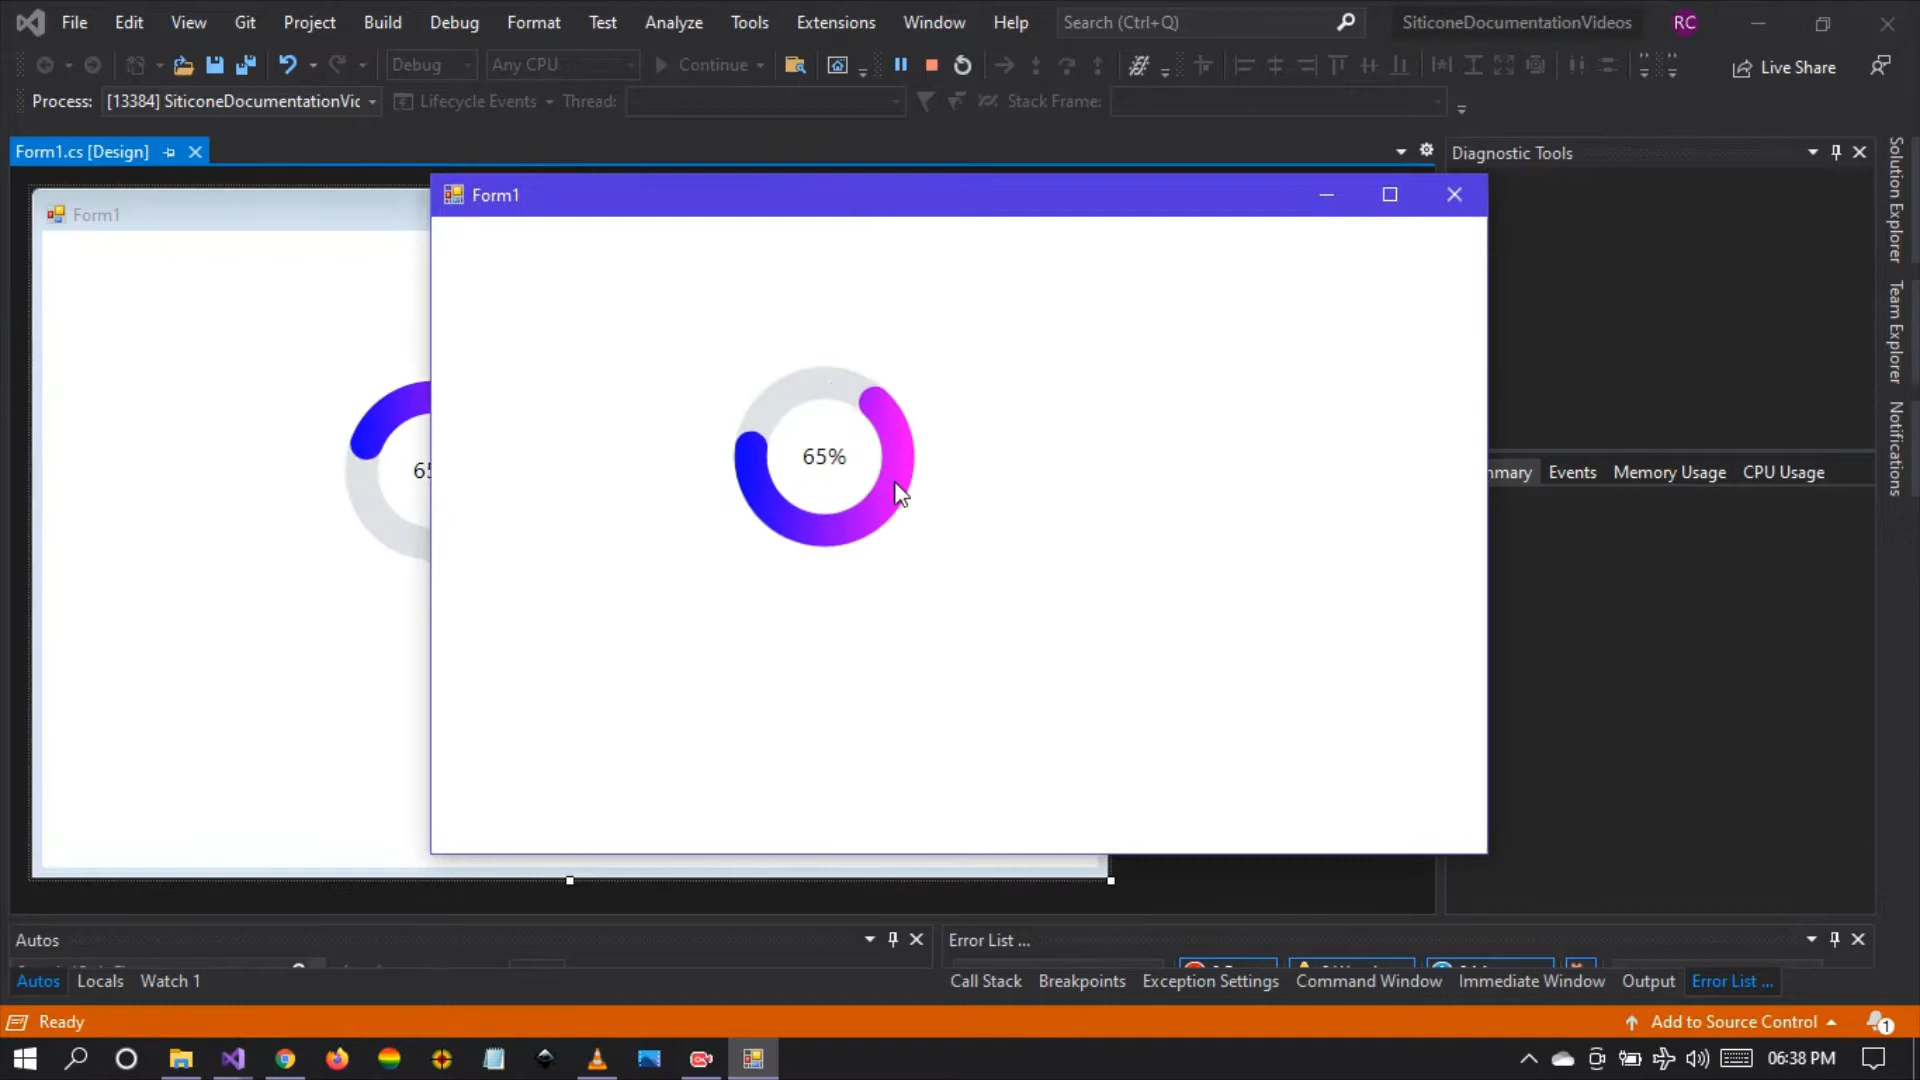 File Edit View Git Project Build Debug Format Test Analyze Tools Extensions Window Help Search (Ctrl+Q) SiticoneDocumentationVideos RC
Debug Any CPU Continue Live Share
Process: [13384] SiticoneDocumentationVic Lifecycle Events Thread: Stack Frame:
Form1.cs [Design] Diagnostic Tools
Form1
Form1
65%
65
mmary Events Memory Usage CPU Usage
Solution Explorer
Team Explorer
Notifications
Autos Error List ...
Autos Locals Watch 1 Call Stack Breakpoints Exception Settings Command Window Immediate Window Output Error List ...
Ready Add to Source Control 1
06:38 PM